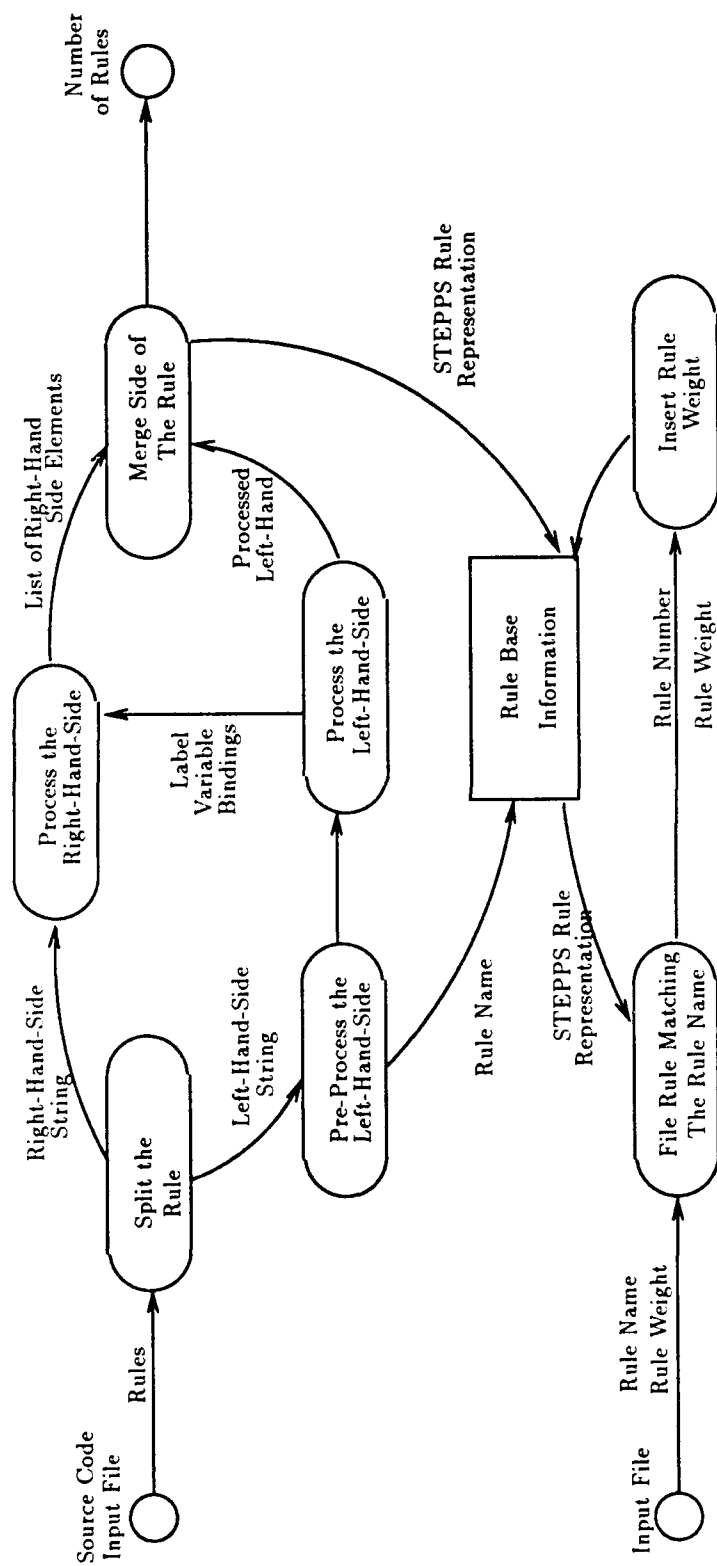 Source Code
Input File
Rules
Split the
Rule
Right-Hand-Side
String
Left-Hand-Side
String
Process the
Right-Hand-Side
Pre-Process the
Left-Hand-Side
Label
Variable
Bindings
Process the
Left-Hand-Side
List of Right-Hand
Side Elements
Processed
Left-Hand
Merge Side of
The Rule
Number
of Rules
Rule Name
STEPPS Rule
Representation
Rule Base
Information
STEPPS Rule
Representation
Input File
Rule Name
Rule Weight
File Rule Matching
The Rule Name
Rule Number
Rule Weight
Insert Rule
Weight